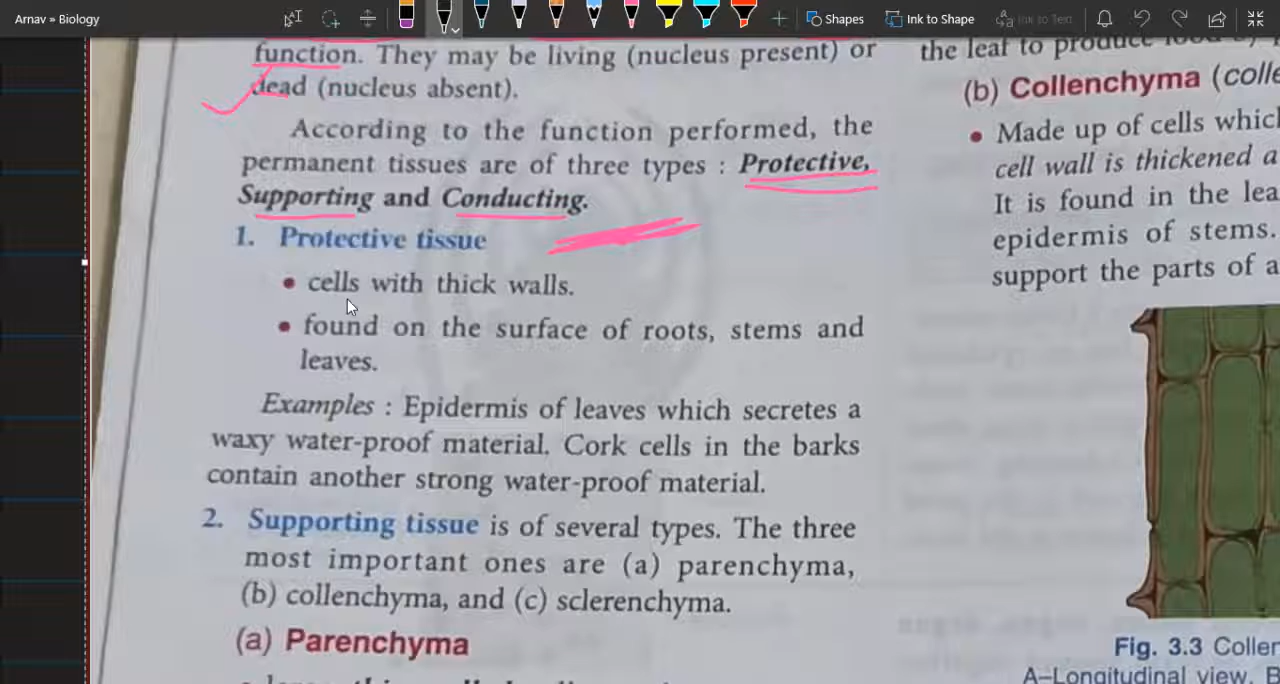 Arnav » Biology
Shapes
Ink to Shape
Ink to Text
function. They may be living (nucleus present) or
dead (nucleus absent).
According to the function performed, the
permanent tissues are of three types : Protective,
Supporting and Conducting.
1. Protective tissue
• cells with thick walls.
• found on the surface of roots, stems and
leaves.
Examples : Epidermis of leaves which secretes a
waxy water-proof material. Cork cells in the barks
contain another strong water-proof material.
2. Supporting tissue is of several types. The three
most important ones are (a) parenchyma,
(b) collenchyma, and (c) sclerenchyma.
(a) Parenchyma
the leaf to produce
(b) Collenchyma (colle
• Made up of cells which
cell wall is thickened a
It is found in the lea
epidermis of stems.
support the parts of a
Fig. 3.3 Coller
A–Longitudinal view. B